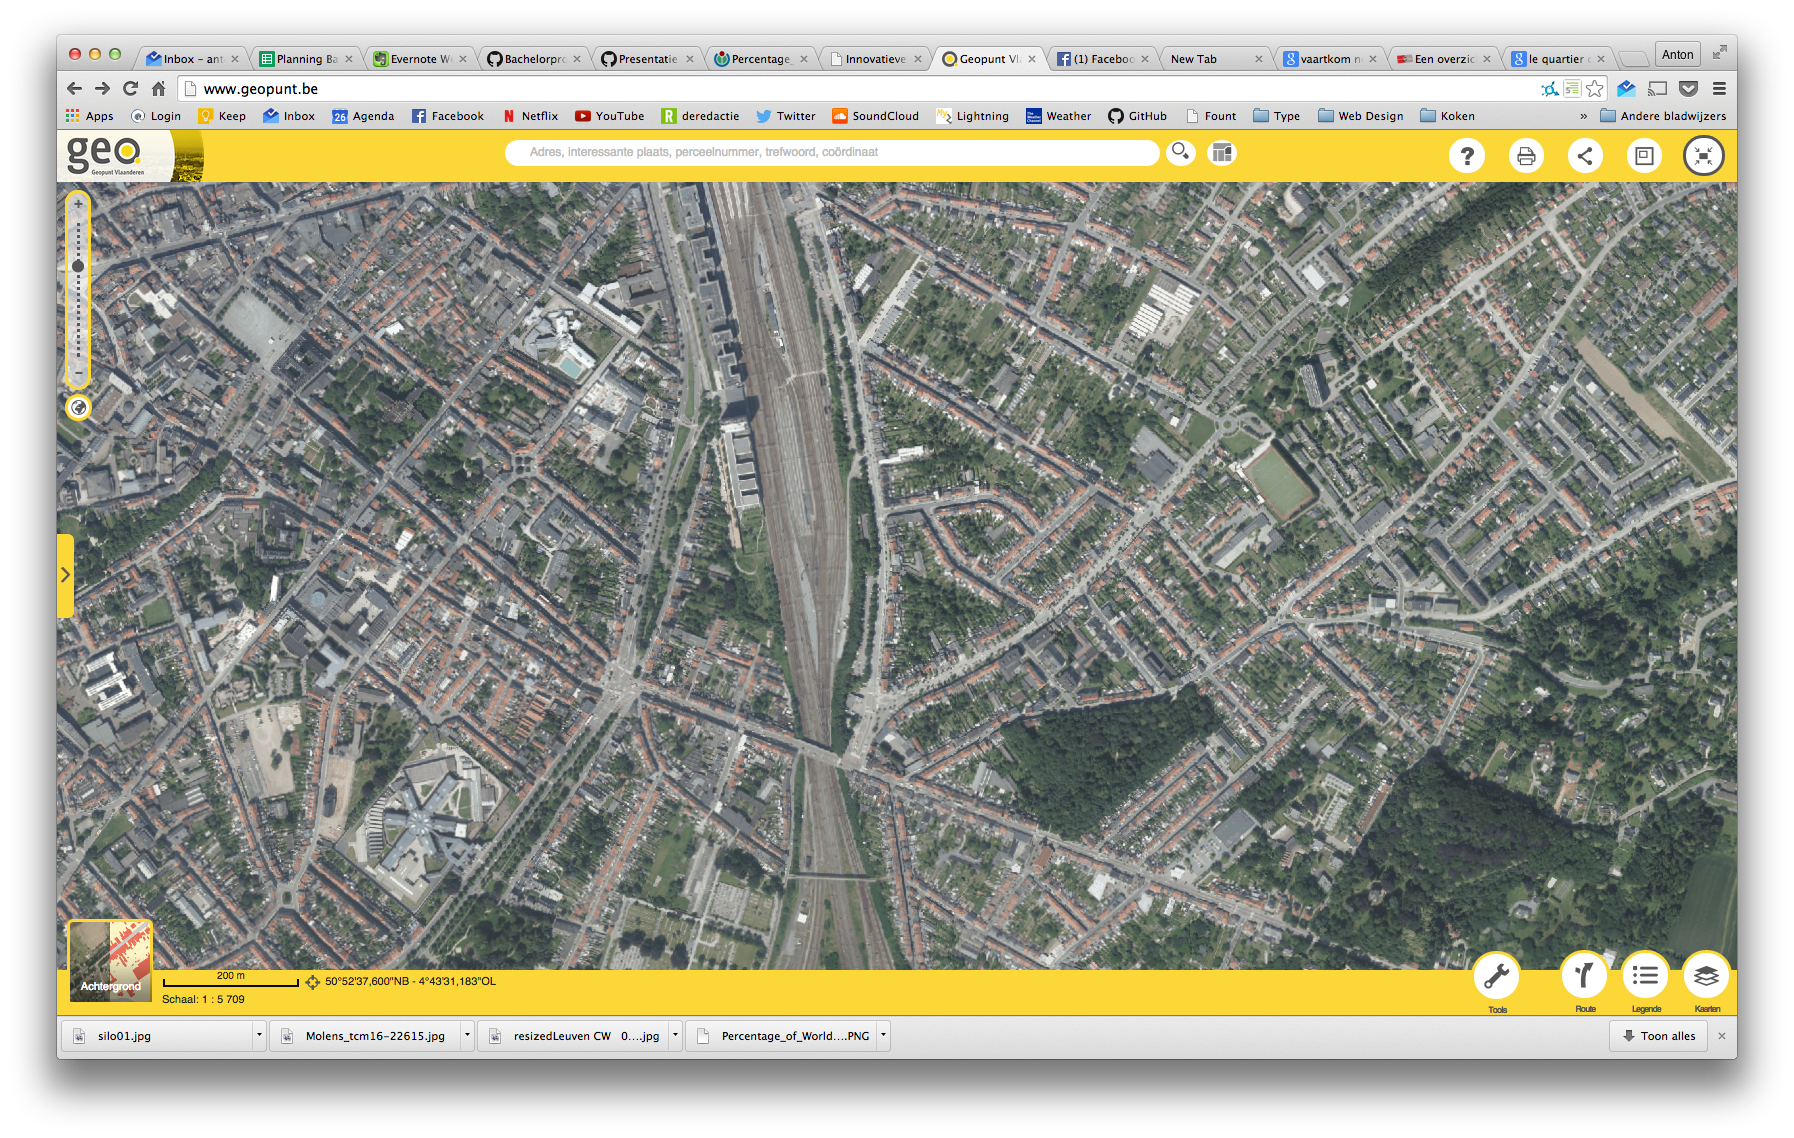 Inbox - ant
Planning Ba
Evernote W
Bachelorpro
Presentatie
Percentage_
Innovatieve
Geopunt Vla
(1) Faceboo
New Tab
vaartkom n
Een overzic
le quartier
Anton
www.geopunt.be
Apps
Login
Keep
Inbox
26 Agenda
Facebook
Netflix
YouTube
deredactie
Twitter
SoundCloud
Lightning
Weather
GitHub
Fount
Type
Web Design
Koken
»
Andere bladwijzers
geo
Geopunt Vlaanderen
Adres, interessante plaats, perceelnummer, trefwoord, coördinaat
?
+
−
Achtergrond
200 m
50°52'37,600"NB - 4°43'31,183"OL
Schaal: 1 : 5 709
Tools
Route
Legende
Kaarten
silo01.jpg
Molens_tcm16-22615.jpg
resizedLeuven CW 0....jpg
Percentage_of_World....PNG
Toon alles